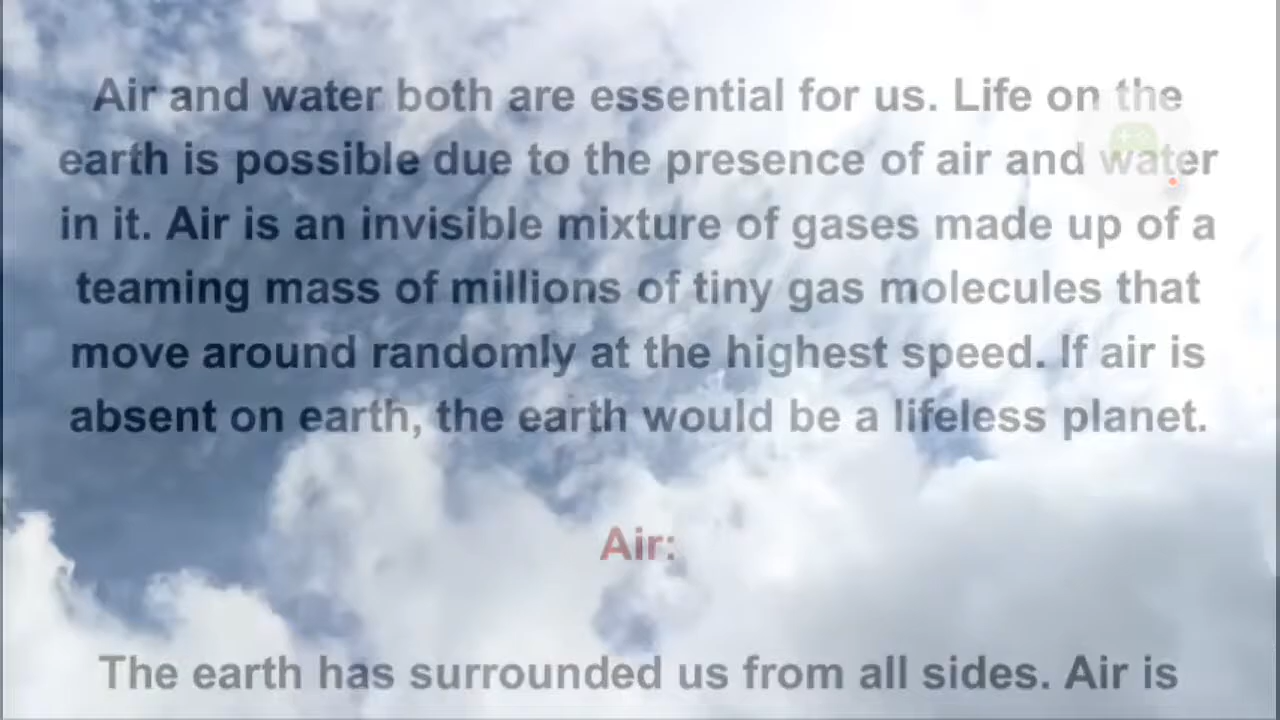 Air and water both are essential for us. Life on the
earth is possible due to the presence of air and water
in it. Air is an invisible mixture of gases made up of a
teaming mass of millions of tiny gas molecules that
move around randomly at the highest speed. If air is
absent on earth, the earth would be a lifeless planet.
Air:
The earth has surrounded us from all sides. Air is